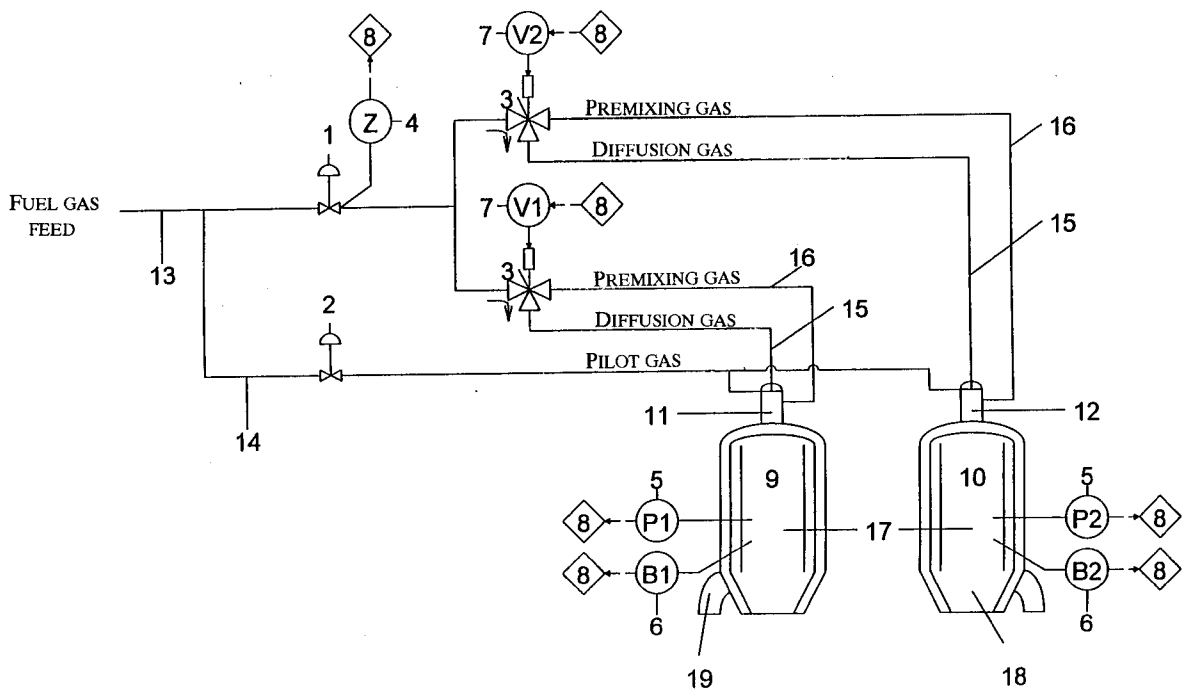 8
7 V2 8
Z 4
3
PREMIXING GAS
16
1
DIFFUSION GAS
FUEL GAS
FEED
7 V1 8
15
13
3
PREMIXING GAS
16
2
DIFFUSION GAS
15
PILOT GAS
14
11
12
9
10
5
5
8 P1
17
P2 8
8 B1
B2 8
6
6
19
18